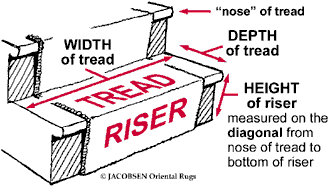 “nose” of tread
WIDTH
of tread
DEPTH
of tread
TREAD
RISER
HEIGHT
of riser
measured on the
diagonal from
nose of tread to
bottom of riser
© JACOBSEN Oriental Rugs